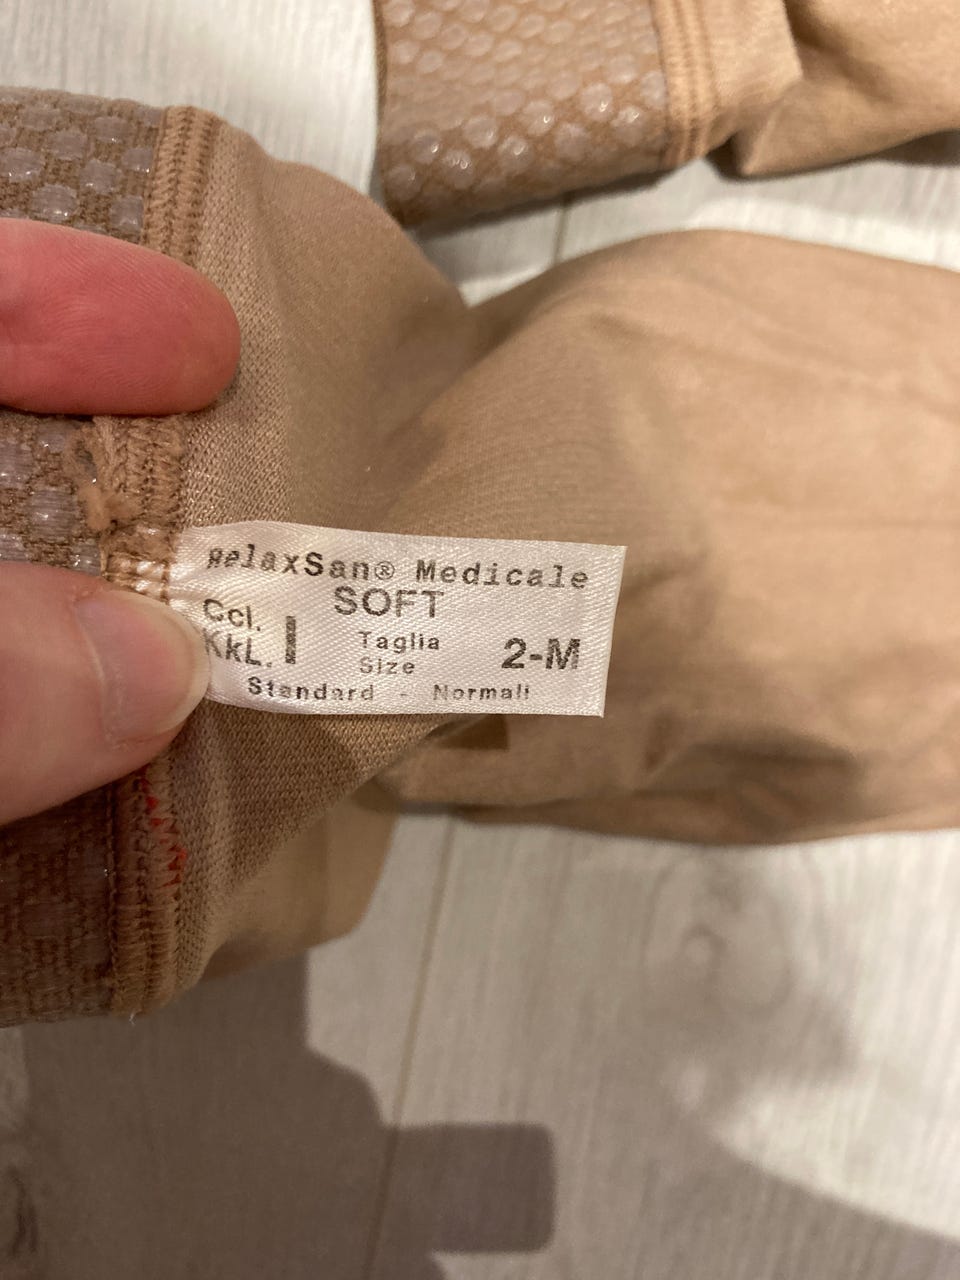 RelaxSan® Medicale
SOFT
Ccl. KkL. I
Taglia Size
2-M
Standard - Normali